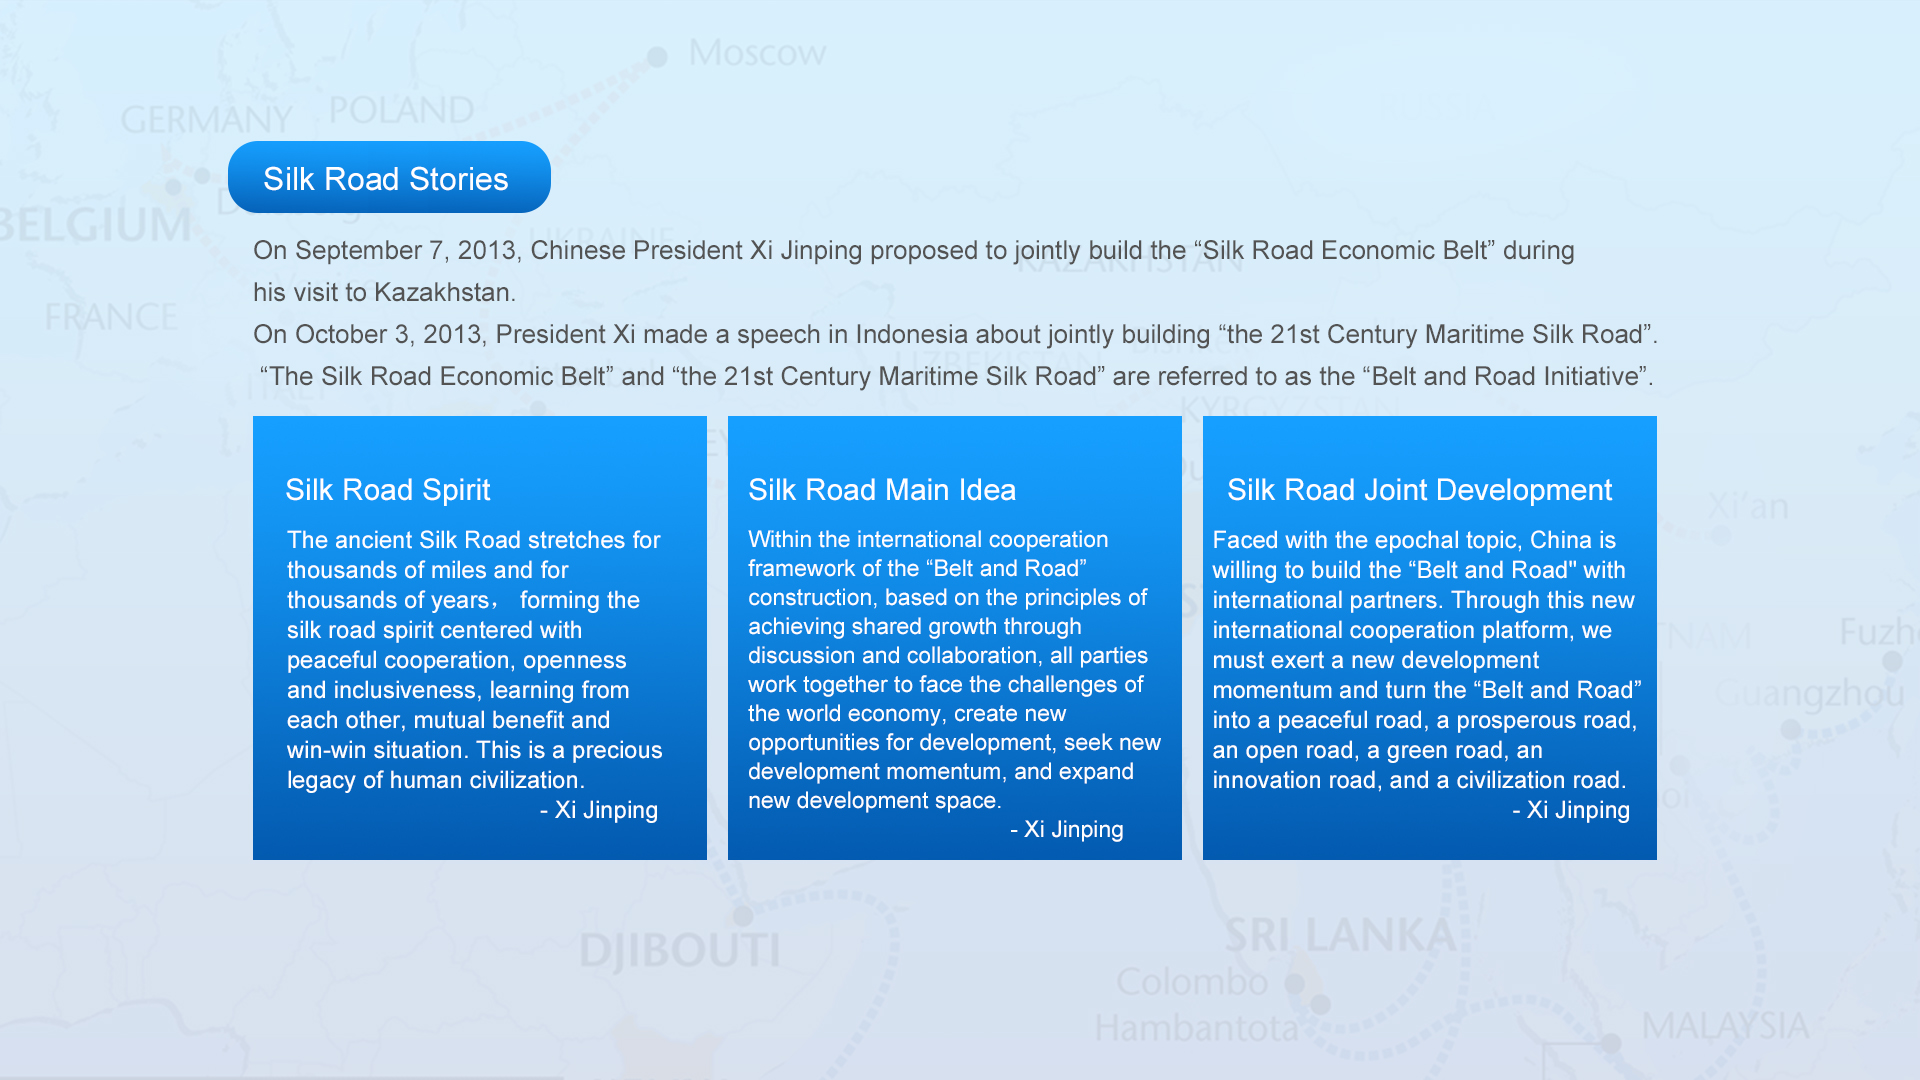 Moscow
RUSSIA
GERMANY
POLAND
Silk Road Stories
BELGIUM
UKRAINE
On September 7, 2013, Chinese President Xi Jinping proposed to jointly build the “Silk Road Economic Belt” during
KAZAKHSTAN
his visit to Kazakhstan.
FRANCE
On October 3, 2013, President Xi made a speech in Indonesia about jointly building “the 21st Century Maritime Silk Road”.
UZBEKISTAN
“The Silk Road Economic Belt” and “the 21st Century Maritime Silk Road” are referred to as the “Belt and Road Initiative”.
KYRGYZSTAN
Silk Road Spirit
The ancient Silk Road stretches for
thousands of miles and for
thousands of years， forming the
silk road spirit centered with
peaceful cooperation, openness
and inclusiveness, learning from
each other, mutual benefit and
win-win situation. This is a precious
legacy of human civilization.
- Xi Jinping
Silk Road Main Idea
Within the international cooperation
framework of the “Belt and Road”
construction, based on the principles of
achieving shared growth through
discussion and collaboration, all parties
work together to face the challenges of
the world economy, create new
opportunities for development, seek new
development momentum, and expand
new development space.
- Xi Jinping
Silk Road Joint Development
Faced with the epochal topic, China is
willing to build the “Belt and Road" with
international partners. Through this new
international cooperation platform, we
must exert a new development
momentum and turn the “Belt and Road”
into a peaceful road, a prosperous road,
an open road, a green road, an
innovation road, and a civilization road.
- Xi Jinping
Xi’an
Guangzhou
DJIBOUTI
SRI LANKA
Colombo
Hambantota
MALAYSIA